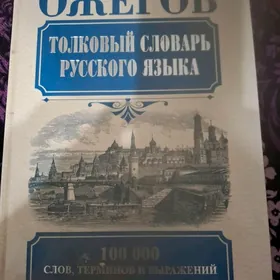 ОЖЕГОВ
ТОЛКОВЫЙ СЛОВАРЬ
РУССКОГО ЯЗЫКА
100 000
СЛОВ, ТЕРМИНОВ И ВЫРАЖЕНИЙ